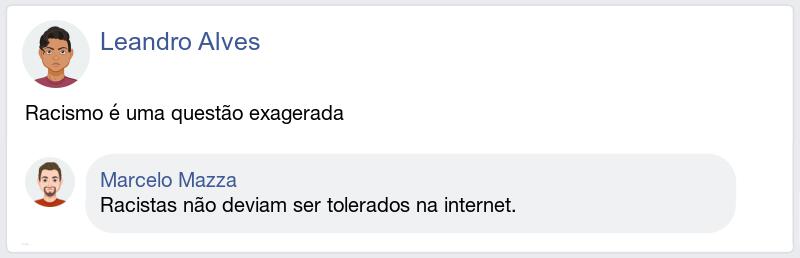 Leandro Alves
Racismo é uma questão exagerada
Marcelo Mazza
Racistas não deviam ser tolerados na internet.